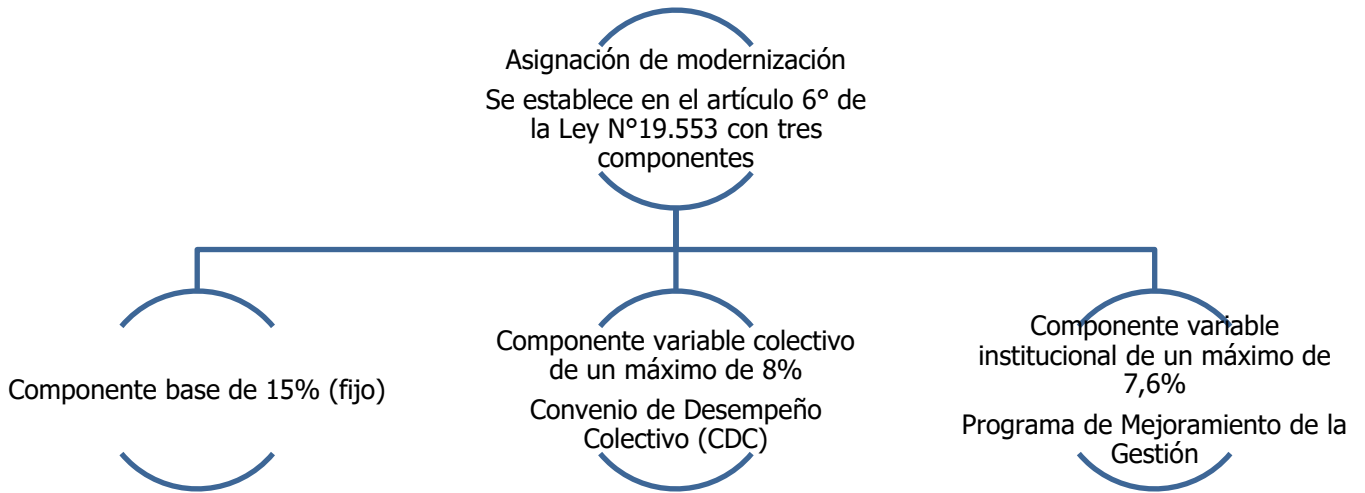 Asignación de modernización
Se establece en el artículo 6° de
la Ley N°19.553 con tres
componentes
Componente base de 15% (fijo)
Componente variable colectivo
de un máximo de 8%
Convenio de Desempeño
Colectivo (CDC)
Componente variable
institucional de un máximo de
7,6%
Programa de Mejoramiento de la
Gestión